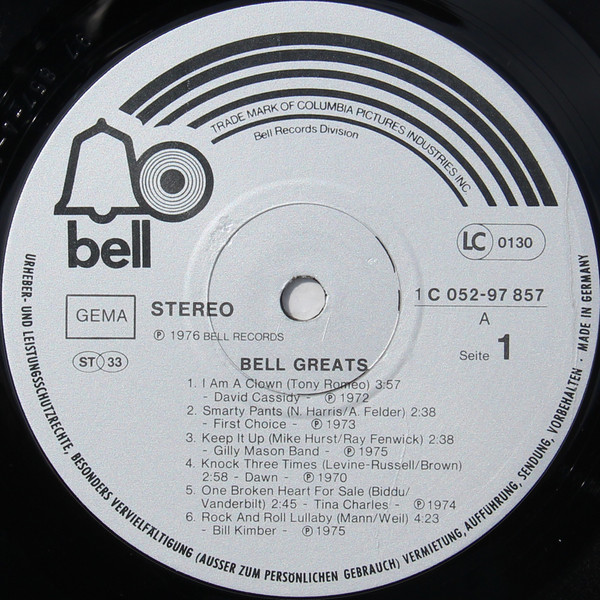 TRADE MARK OF COLUMBIA PICTURES INDUSTRIES INC
Bell Records Division
bell
LC 0130
GEMA
STEREO
1 C 052-97 857
℗ 1976 BELL RECORDS
A
ST 33
Seite 1
BELL GREATS
1. I Am A Clown (Tony Romeo) 3:57
- David Cassidy - ℗ 1972
2. Smarty Pants (N. Harris/A. Felder) 2:38
- First Choice - ℗ 1973
3. Keep It Up (Mike Hurst/Ray Fenwick) 2:38
- Gilly Mason Band - ℗ 1975
4. Knock Three Times (Levine-Russell/Brown)
2:58 - Dawn - ℗ 1970
5. One Broken Heart For Sale (Biddu/
Vanderbilt) 2:45 - Tina Charles - ℗ 1974
6. Rock And Roll Lullaby (Mann/Weil) 4:23
- Bill Kimber - ℗ 1975
URHEBER- UND LEISTUNGSSCHUTZRECHTE, BESONDERS VERVIELFÄLTIGUNG (AUSSER ZUM PERSÖNLICHEN GEBRAUCH) VERMIETUNG, AUFFÜHRUNG, SENDUNG, VORBEHALTEN · MADE IN GERMANY